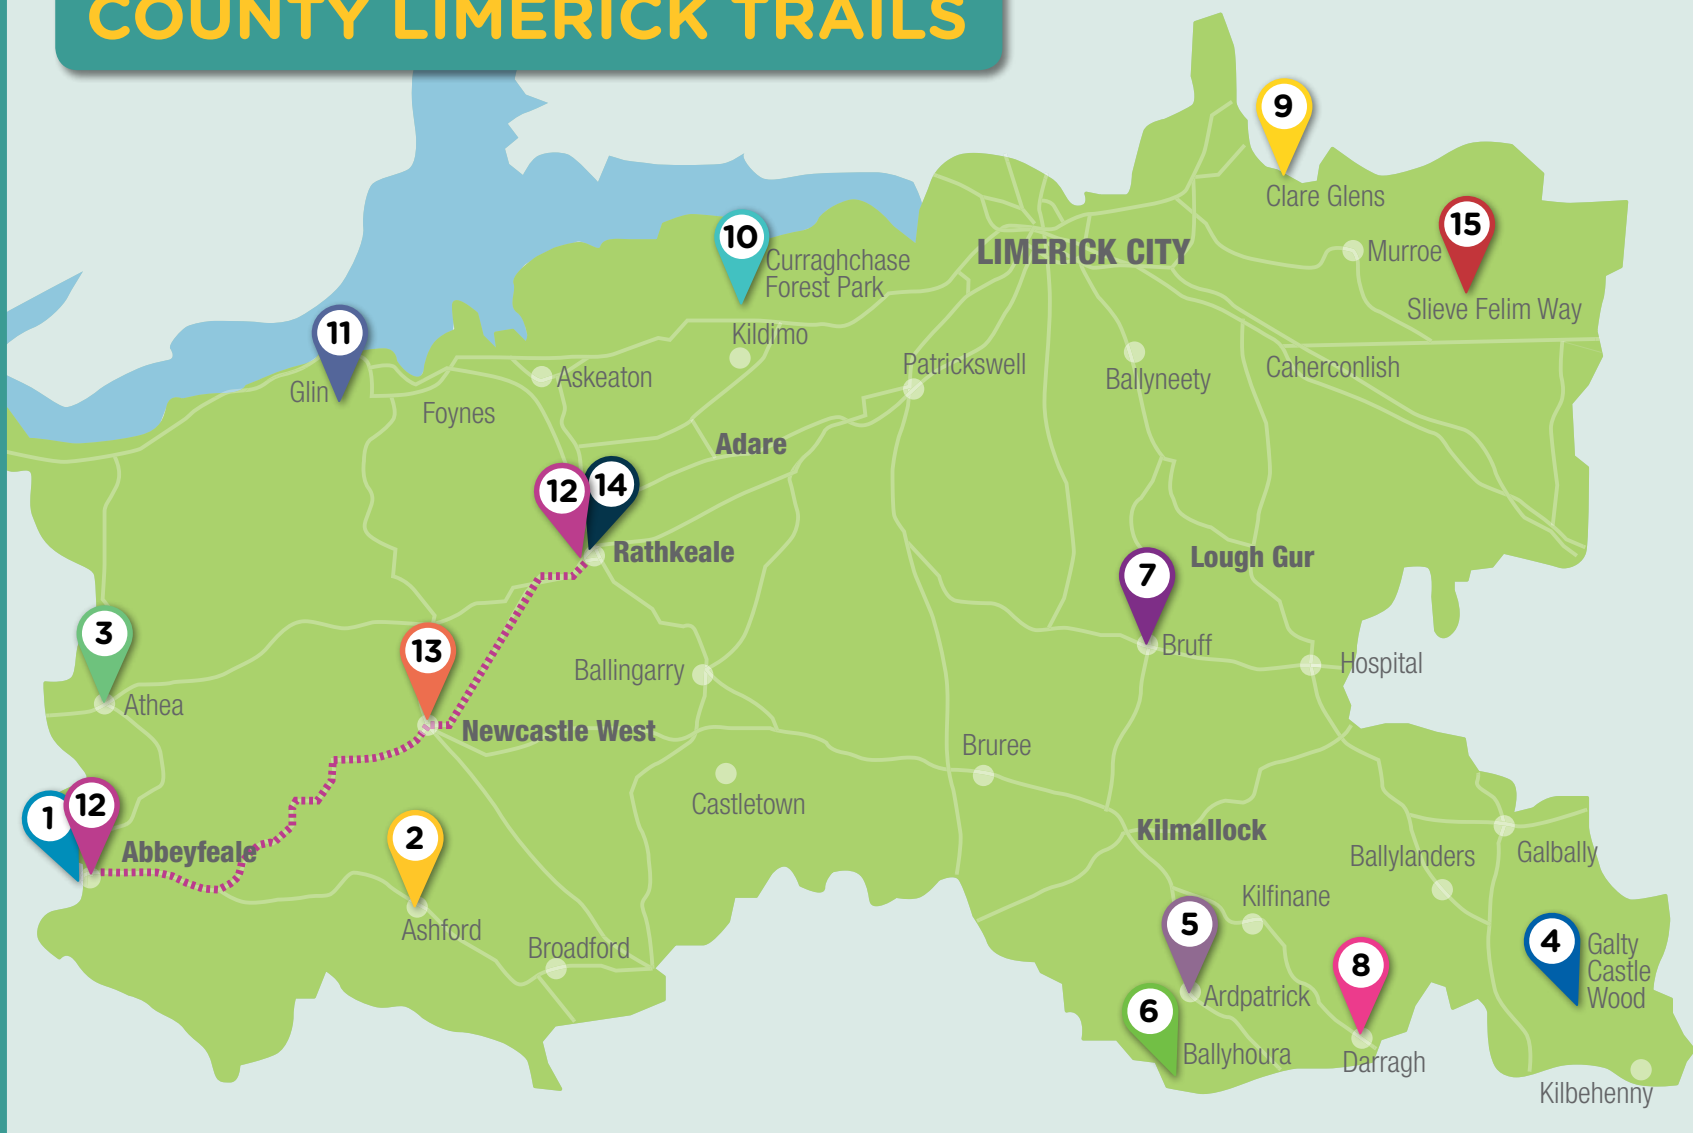 COUNTY LIMERICK TRAILS
9
Clare Glens
15
10
Curraghchase
Forest Park
LIMERICK CITY
Murroe
Slieve Felim Way
11
Glin
Kildimo
Askeaton
Foynes
Patrickswell
Ballyneety
Caherconlish
Adare
12
14
Rathkeale
7
Lough Gur
Bruff
Hospital
3
Athea
13
Newcastle West
Ballingarry
Bruree
Castletown
1
12
Abbeyfeale
2
Ashford
Broadford
Kilmallock
Ballylanders
Galbally
Kilfinane
5
Ardpatrick
6
Ballyhoura
8
Darragh
4
Galty
Castle
Wood
Kilbehenny